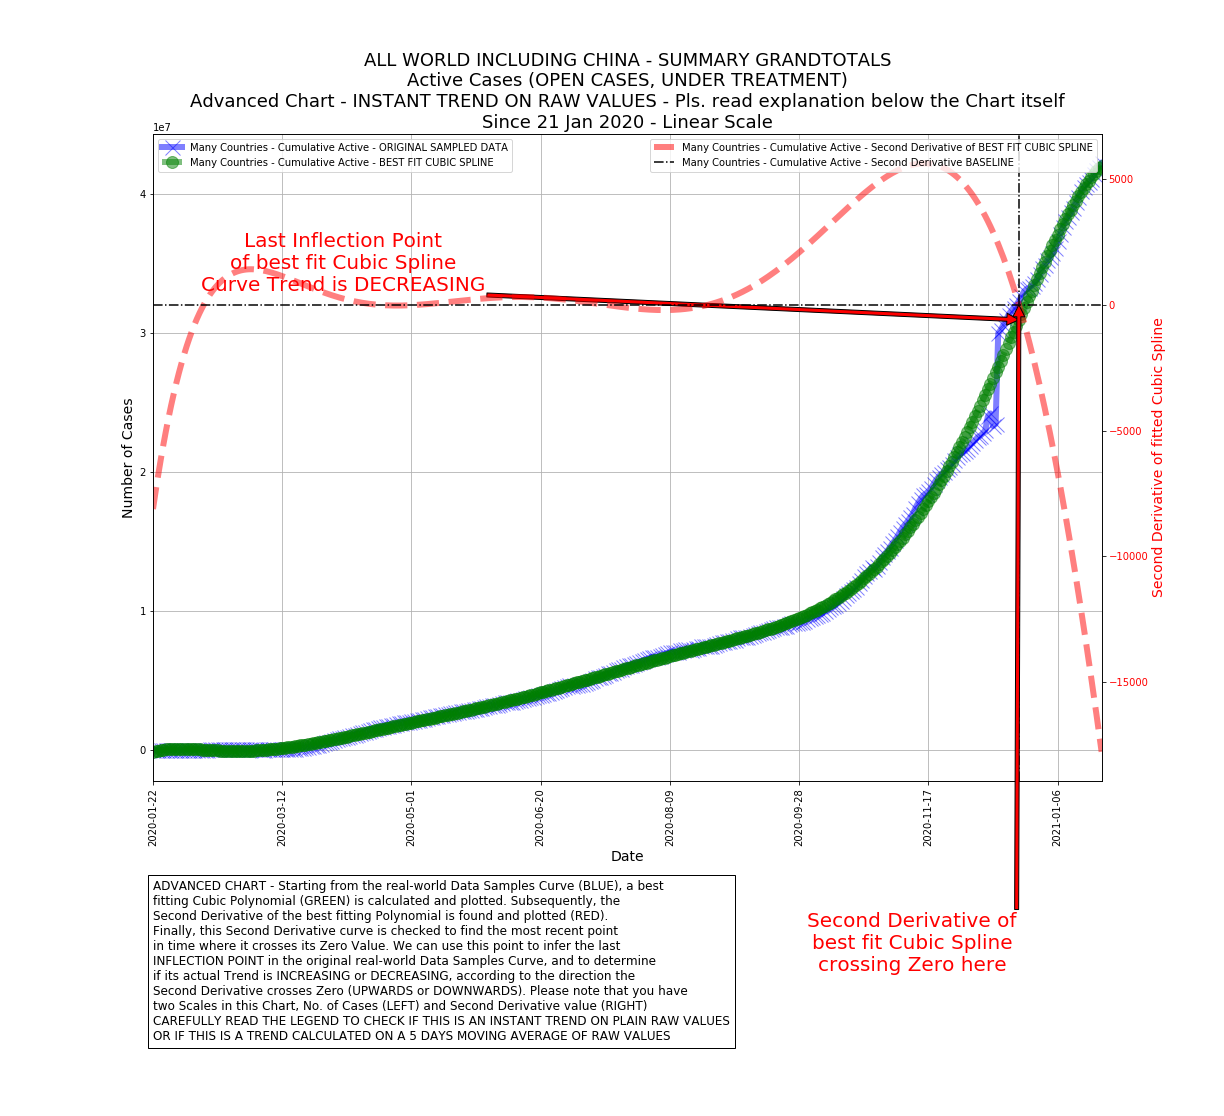 ALL WORLD INCLUDING CHINA - SUMMARY GRANDTOTALS
Active Cases (OPEN CASES, UNDER TREATMENT)
Advanced Chart - INSTANT TREND ON RAW VALUES - Pls. read explanation below the Chart itself
Since 21 Jan 2020 - Linear Scale
1e7
Many Countries - Cumulative Active - ORIGINAL SAMPLED DATA
Many Countries - Cumulative Active - BEST FIT CUBIC SPLINE
Many Countries - Cumulative Active - Second Derivative of BEST FIT CUBIC SPLINE
Many Countries - Cumulative Active - Second Derivative BASELINE
Last Inflection Point
of best fit Cubic Spline
Curve Trend is DECREASING
Number of Cases
4
3
2
1
0
5000
0
−5000
−10000
−15000
Second Derivative of fitted Cubic Spline
2020-01-22
2020-03-12
2020-05-01
2020-06-20
2020-08-09
2020-09-28
2020-11-17
2021-01-06
Date
ADVANCED CHART - Starting from the real-world Data Samples Curve (BLUE), a best
fitting Cubic Polynomial (GREEN) is calculated and plotted. Subsequently, the
Second Derivative of the best fitting Polynomial is found and plotted (RED).
Finally, this Second Derivative curve is checked to find the most recent point
in time where it crosses its Zero Value. We can use this point to infer the last
INFLECTION POINT in the original real-world Data Samples Curve, and to determine
if its actual Trend is INCREASING or DECREASING, according to the direction the
Second Derivative crosses Zero (UPWARDS or DOWNWARDS). Please note that you have
two Scales in this Chart, No. of Cases (LEFT) and Second Derivative value (RIGHT)
CAREFULLY READ THE LEGEND TO CHECK IF THIS IS AN INSTANT TREND ON PLAIN RAW VALUES
OR IF THIS IS A TREND CALCULATED ON A 5 DAYS MOVING AVERAGE OF RAW VALUES
Second Derivative of
best fit Cubic Spline
crossing Zero here